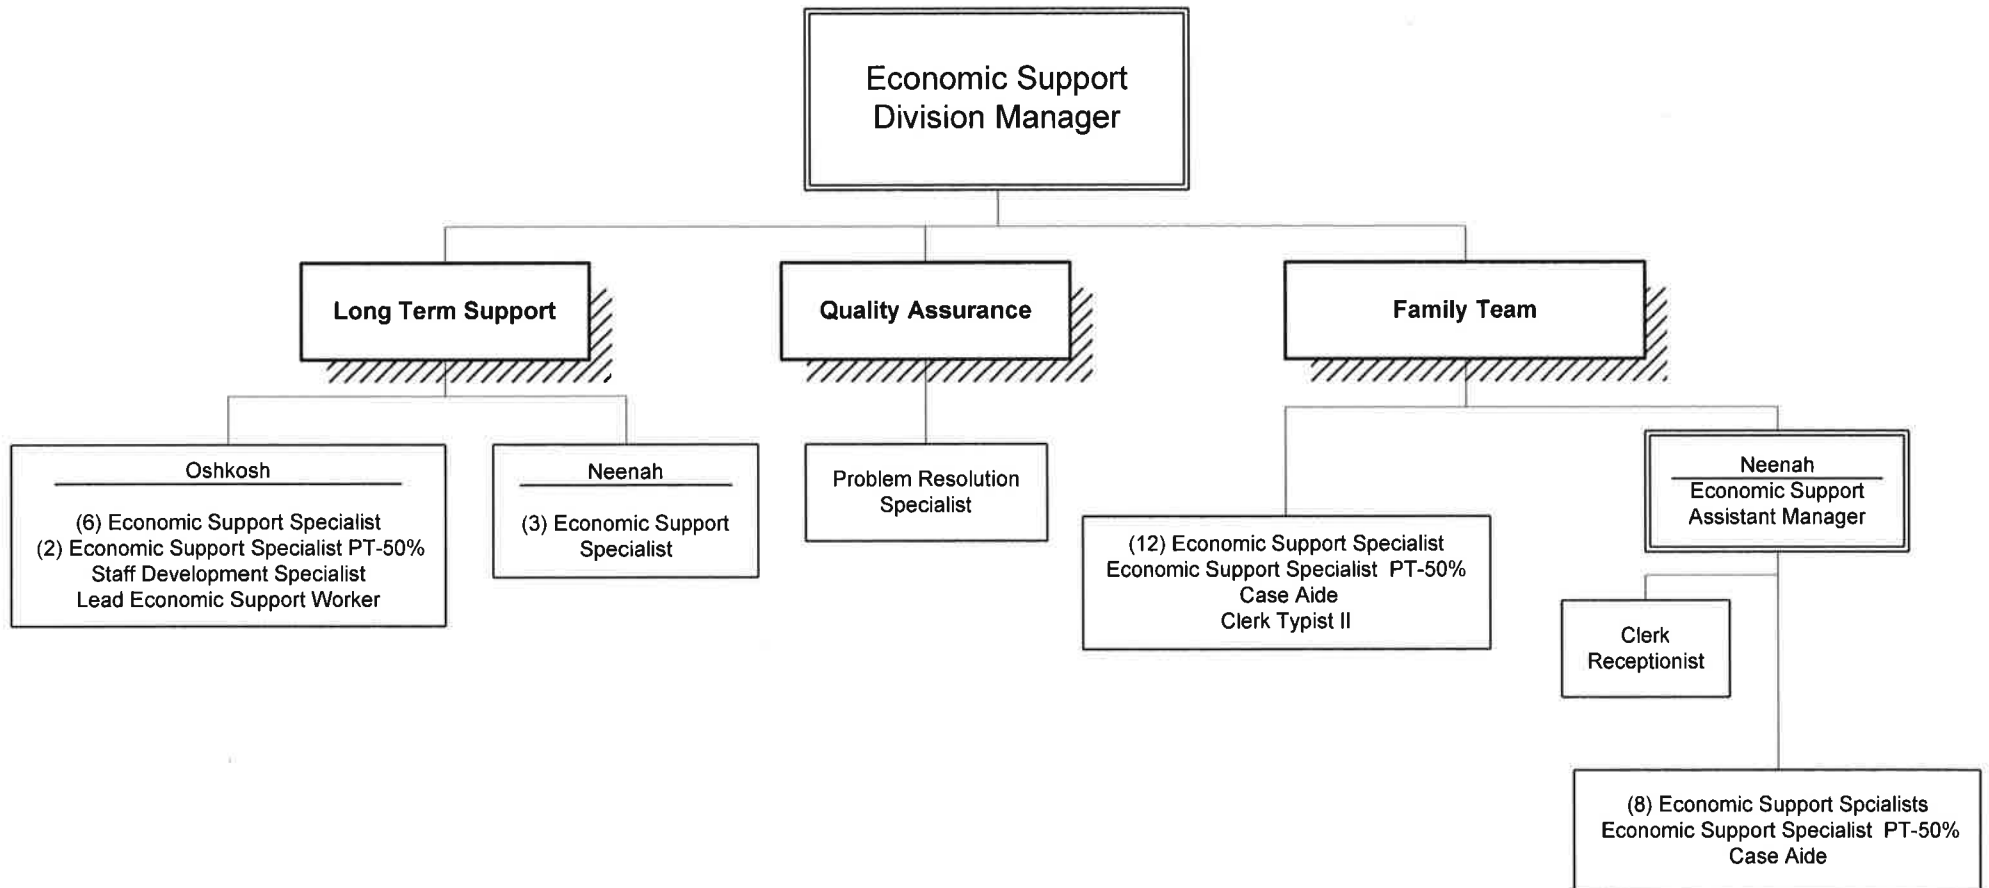 Economic Support
Division Manager
Long Term Support
Quality Assurance
Family Team
Oshkosh
(6) Economic Support Specialist
(2) Economic Support Specialist PT-50%
Staff Development Specialist
Lead Economic Support Worker
Neenah
(3) Economic Support
Specialist
Problem Resolution
Specialist
(12) Economic Support Specialist
Economic Support Specialist PT-50%
Case Aide
Clerk Typist II
Neenah
Economic Support
Assistant Manager
Clerk
Receptionist
(8) Economic Support Spcialists
Economic Support Specialist PT-50%
Case Aide